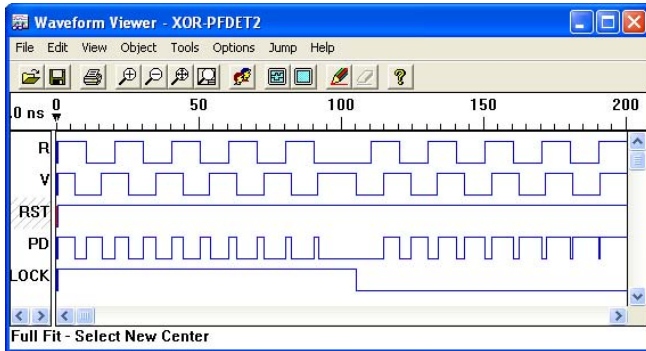 Waveform Viewer - XOR-PFDET2
File Edit View Object Tools Options Jump Help
.0 ns 0 50 100 150 200
R
V
RST
PD
LOCK
Full Fit - Select New Center